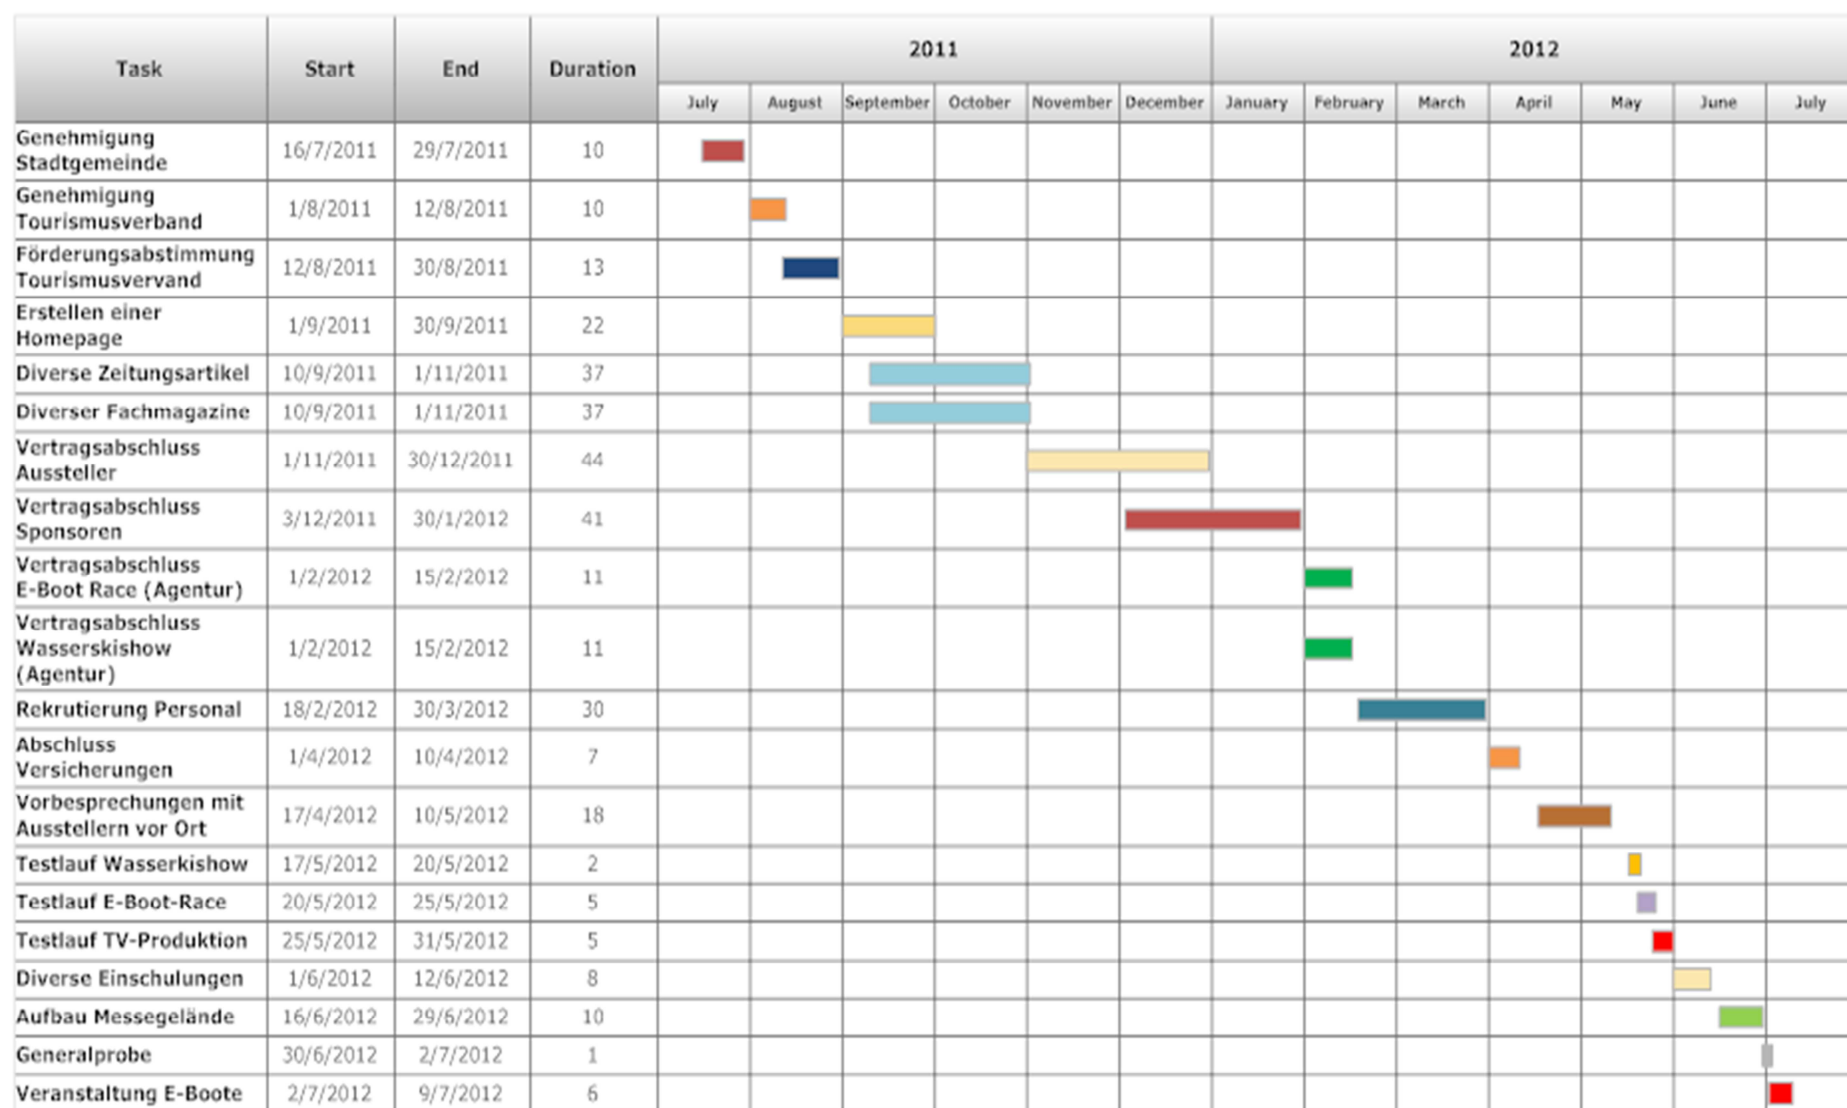 Task Start End Duration 2011 2012
July August September October November December January February March April May June July
Genehmigung
Stadtgemeinde 16/7/2011 29/7/2011 10
Genehmigung
Tourismusverband 1/8/2011 12/8/2011 10
Förderungsabstimmung
Tourismusvervand 12/8/2011 30/8/2011 13
Erstellen einer
Homepage 1/9/2011 30/9/2011 22
Diverse Zeitungsartikel 10/9/2011 1/11/2011 37
Diverser Fachmagazine 10/9/2011 1/11/2011 37
Vertragsabschluss
Aussteller 1/11/2011 30/12/2011 44
Vertragsabschluss
Sponsoren 3/12/2011 30/1/2012 41
Vertragsabschluss
E-Boot Race (Agentur) 1/2/2012 15/2/2012 11
Vertragsabschluss
Wasserskishow 1/2/2012 15/2/2012 11
(Agentur)
Rekrutierung Personal 18/2/2012 30/3/2012 30
Abschluss
Versicherungen 1/4/2012 10/4/2012 7
Vorbesprechungen mit
Ausstellern vor Ort 17/4/2012 10/5/2012 18
Testlauf Wasserkishow 17/5/2012 20/5/2012 2
Testlauf E-Boot-Race 20/5/2012 25/5/2012 5
Testlauf TV-Produktion 25/5/2012 31/5/2012 5
Diverse Einschulungen 1/6/2012 12/6/2012 8
Aufbau Messegelände 16/6/2012 29/6/2012 10
Generalprobe 30/6/2012 2/7/2012 1
Veranstaltung E-Boote 2/7/2012 9/7/2012 6